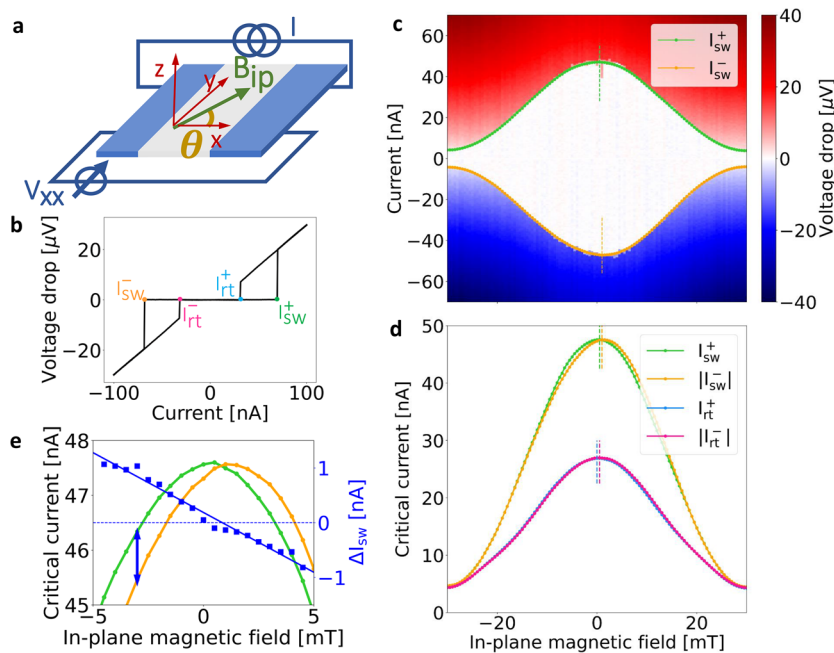 a
I
z
y
B_ip
x
θ
V_xx
b
Voltage drop [μV]
20
0
−20
I_sw^−
I_rt^−
I_rt^+
I_sw^+
−100
0
100
Current [nA]
c
Current [nA]
60
40
20
0
−20
−40
−60
I_sw^+
I_sw^−
40
20
0
−20
−40
Voltage drop [μV]
d
Critical current [nA]
50
40
30
20
10
0
I_sw^+
|I_sw^−|
I_rt^+
|I_rt^−|
−20
0
20
In-plane magnetic field [mT]
e
Critical current [nA]
48
47
46
45
1
0
−1
ΔI_sw [nA]
−5
0
5
In-plane magnetic field [mT]